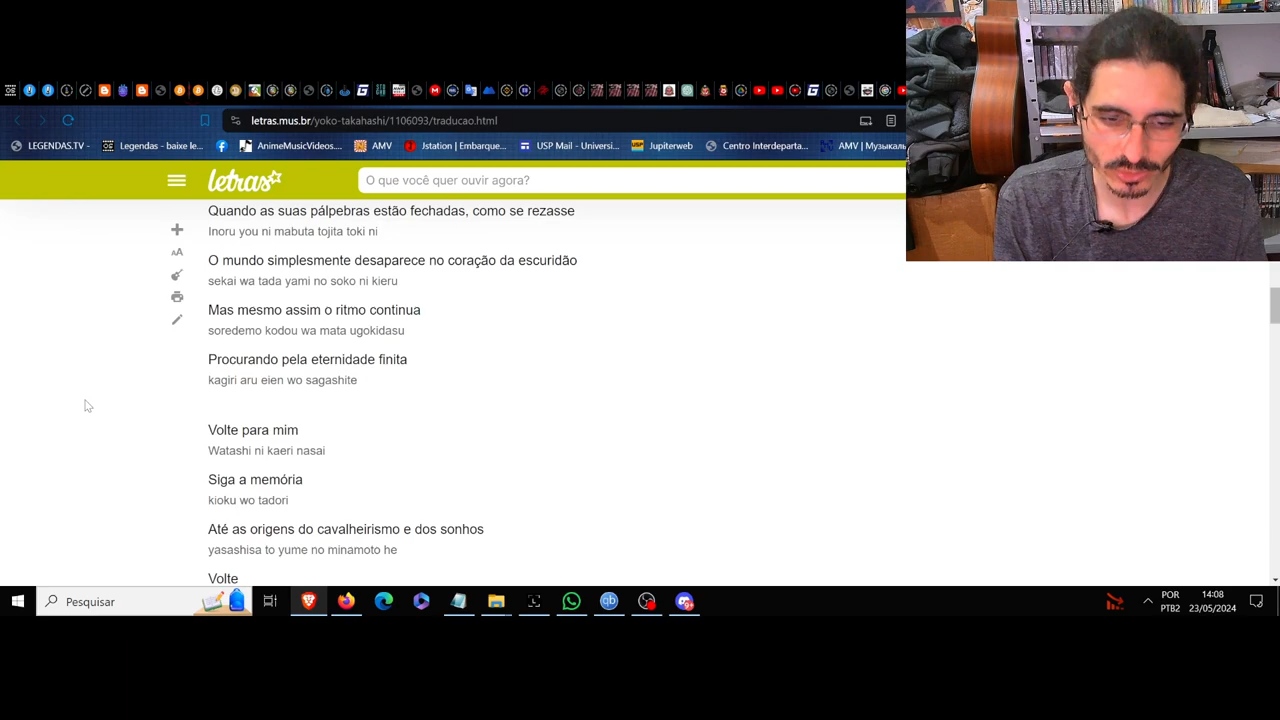 letras.mus.br/yoko-takahashi/1106093/traducao.html
LEGENDAS.TV - Legendas - baixe le... AnimeMusicVideos.... AMV Jstation | Embarque... USP Mail - Universi... Jupiterweb Centro Interdeparta... AMV | Музыкаль
letras O que você quer ouvir agora?
Quando as suas pálpebras estão fechadas, como se rezasse
Inoru you ni mabuta tojita toki ni
O mundo simplesmente desaparece no coração da escuridão
sekai wa tada yami no soko ni kieru
Mas mesmo assim o ritmo continua
soredemo kodou wa mata ugokidasu
Procurando pela eternidade finita
kagiri aru eien wo sagashite
Volte para mim
Watashi ni kaeri nasai
Siga a memória
kioku wo tadori
Até as origens do cavalheirismo e dos sonhos
yasashisa to yume no minamoto he
Volte
AA
Pesquisar
POR
PTB2
14:08
23/05/2024